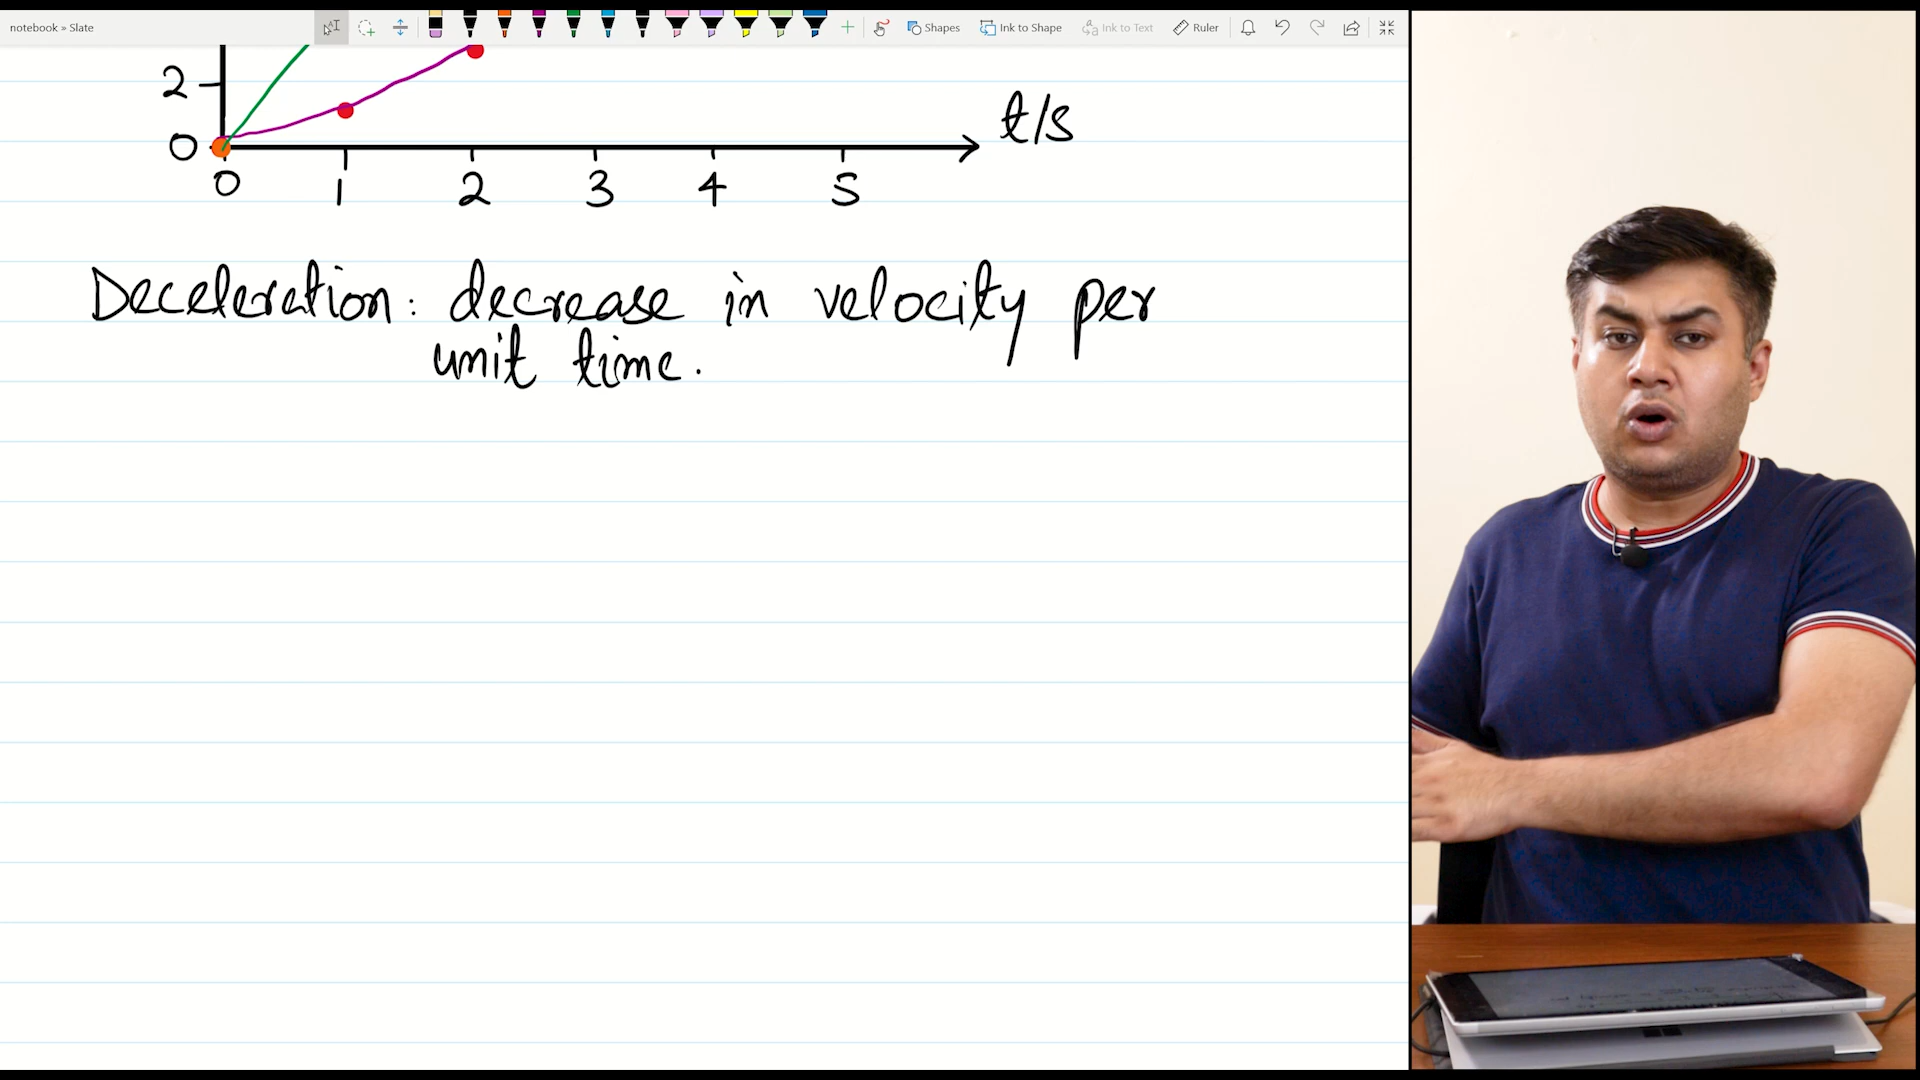 notebook » Slate
Shapes
Ink to Shape
Ink to Text
Ruler
2
t/s
0
0 1 2 3 4 5
Deceleration: decrease in velocity per
unit time.